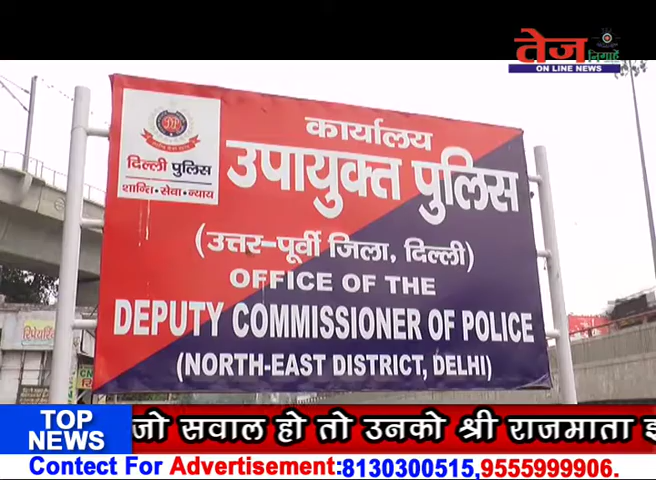 तेज
निगाहें
ON LINE NEWS
कार्यालय
उपायुक्त पुलिस
दिल्ली पुलिस
शान्ति • सेवा • न्याय
(उत्तर-पूर्वी जिला, दिल्ली)
OFFICE OF THE
DEPUTY COMMISSIONER OF POLICE
(NORTH-EAST DISTRICT, DELHI)
रिपेयरिंग
TOP
NEWS
जो सवाल हो तो उनको श्री राजमाता
Contect For Advertisement:8130300515,9555999906.